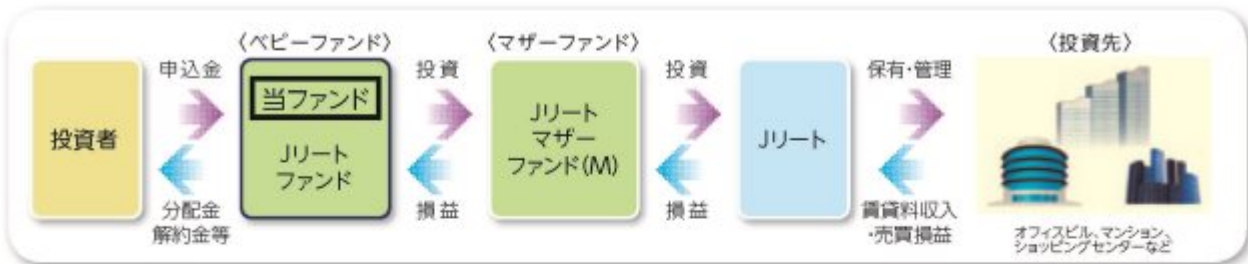 〈ベビーファンド〉
〈マザーファンド〉
〈投資先〉
投資者
申込金
分配金
解約金等
当ファンド
Jリート
ファンド
投資
損益
Jリート
マザー
ファンド(M)
投資
損益
Jリート
保有・管理
賃貸料収入
・売買損益
オフィスビル、マンション、
ショッピングセンターなど